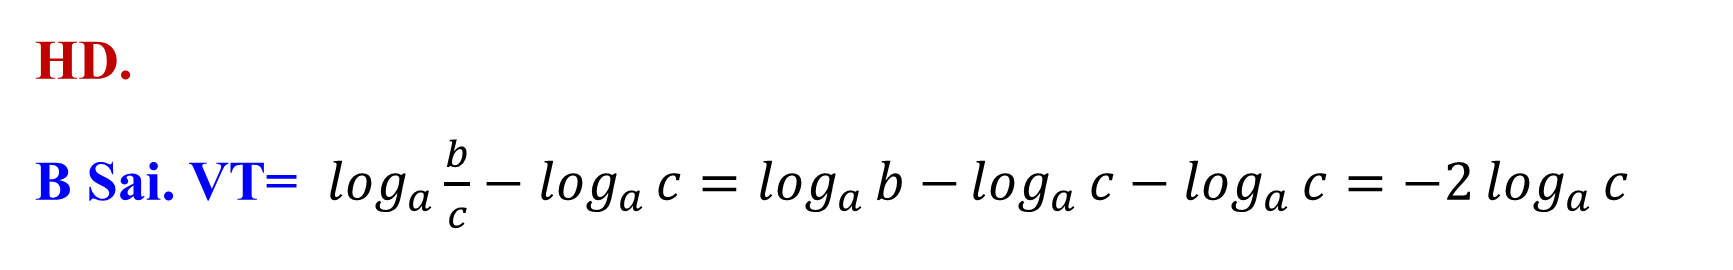 HD.
B Sai. VT= log_a b/c − log_a c = log_a b − log_a c − log_a c = −2 log_a c